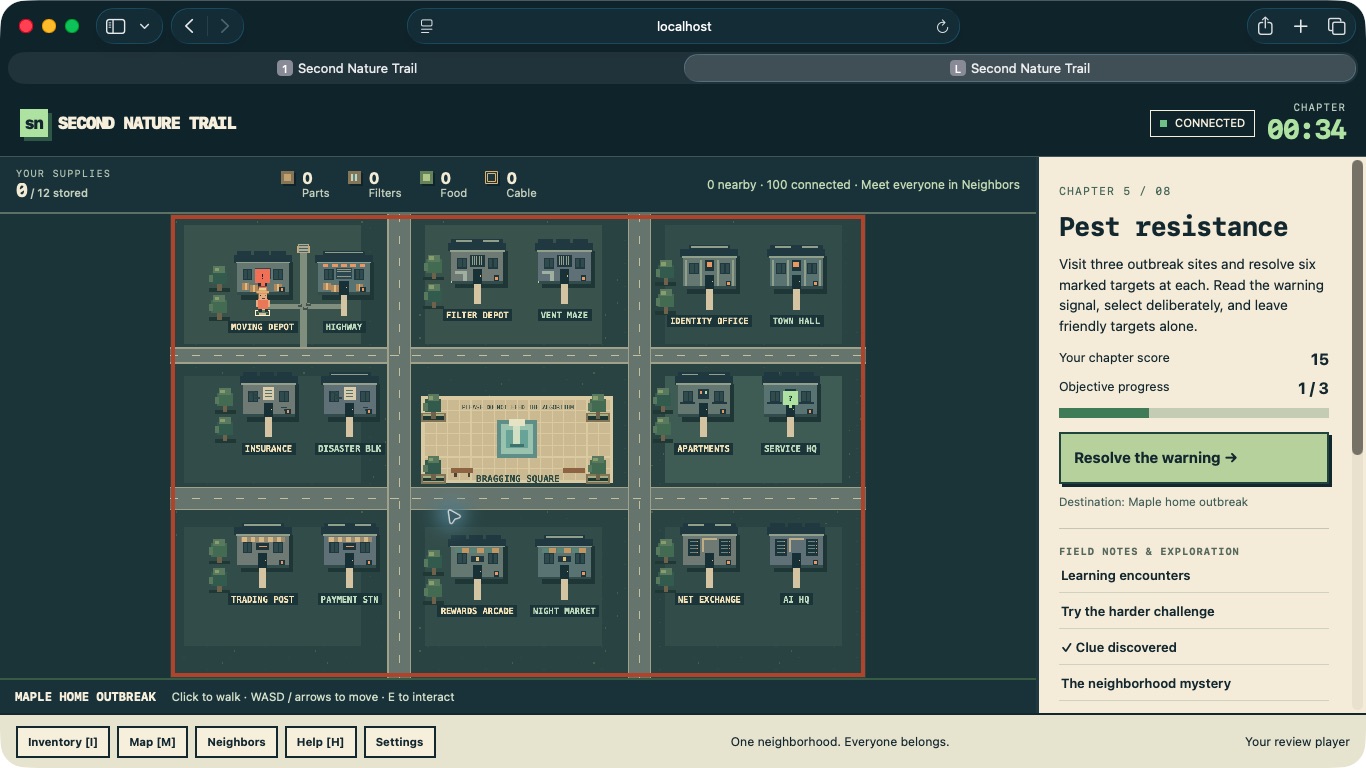 localhost
1 Second Nature Trail
L Second Nature Trail
sn SECOND NATURE TRAIL
CONNECTED
CHAPTER
00:34
YOUR SUPPLIES
0 / 12 stored
0 Parts
0 Filters
0 Food
0 Cable
0 nearby · 100 connected · Meet everyone in Neighbors
!
MOVING DEPOT
HIGHWAY
FILTER DEPOT
VENT MAZE
IDENTITY OFFICE
TOWN HALL
INSURANCE
DISASTER BLK
PLEASE DO NOT FEED THE ALGORITHM
BRAGGING SQUARE
?
APARTMENTS
SERVICE HQ
TRADING POST
PAYMENT STN
REWARDS ARCADE
NIGHT MARKET
NET EXCHANGE
AI HQ
MAPLE HOME OUTBREAK
Click to walk · WASD / arrows to move · E to interact
CHAPTER 5 / 08
Pest resistance
Visit three outbreak sites and resolve six
marked targets at each. Read the warning
signal, select deliberately, and leave
friendly targets alone.
Your chapter score 15
Objective progress 1 / 3
Resolve the warning →
Destination: Maple home outbreak
FIELD NOTES & EXPLORATION
Learning encounters
Try the harder challenge
✓ Clue discovered
The neighborhood mystery
Inventory [I]
Map [M]
Neighbors
Help [H]
Settings
One neighborhood. Everyone belongs.
Your review player